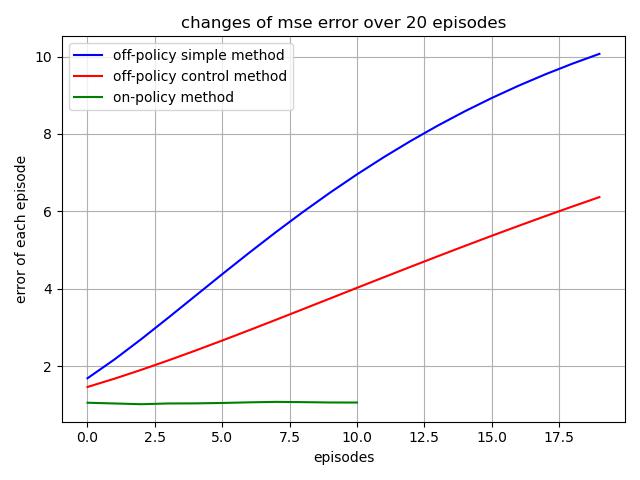 changes of mse error over 20 episodes
off-policy simple method
off-policy control method
on-policy method
error of each episode
10
8
6
4
2
0.0 2.5 5.0 7.5 10.0 12.5 15.0 17.5
episodes